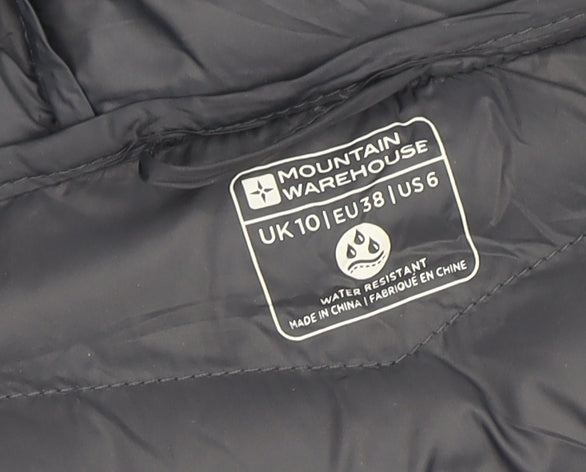 MOUNTAIN
WAREHOUSE
UK 10 | EU 38 | US 6
WATER RESISTANT
MADE IN CHINA | FABRIQUÉ EN CHINE